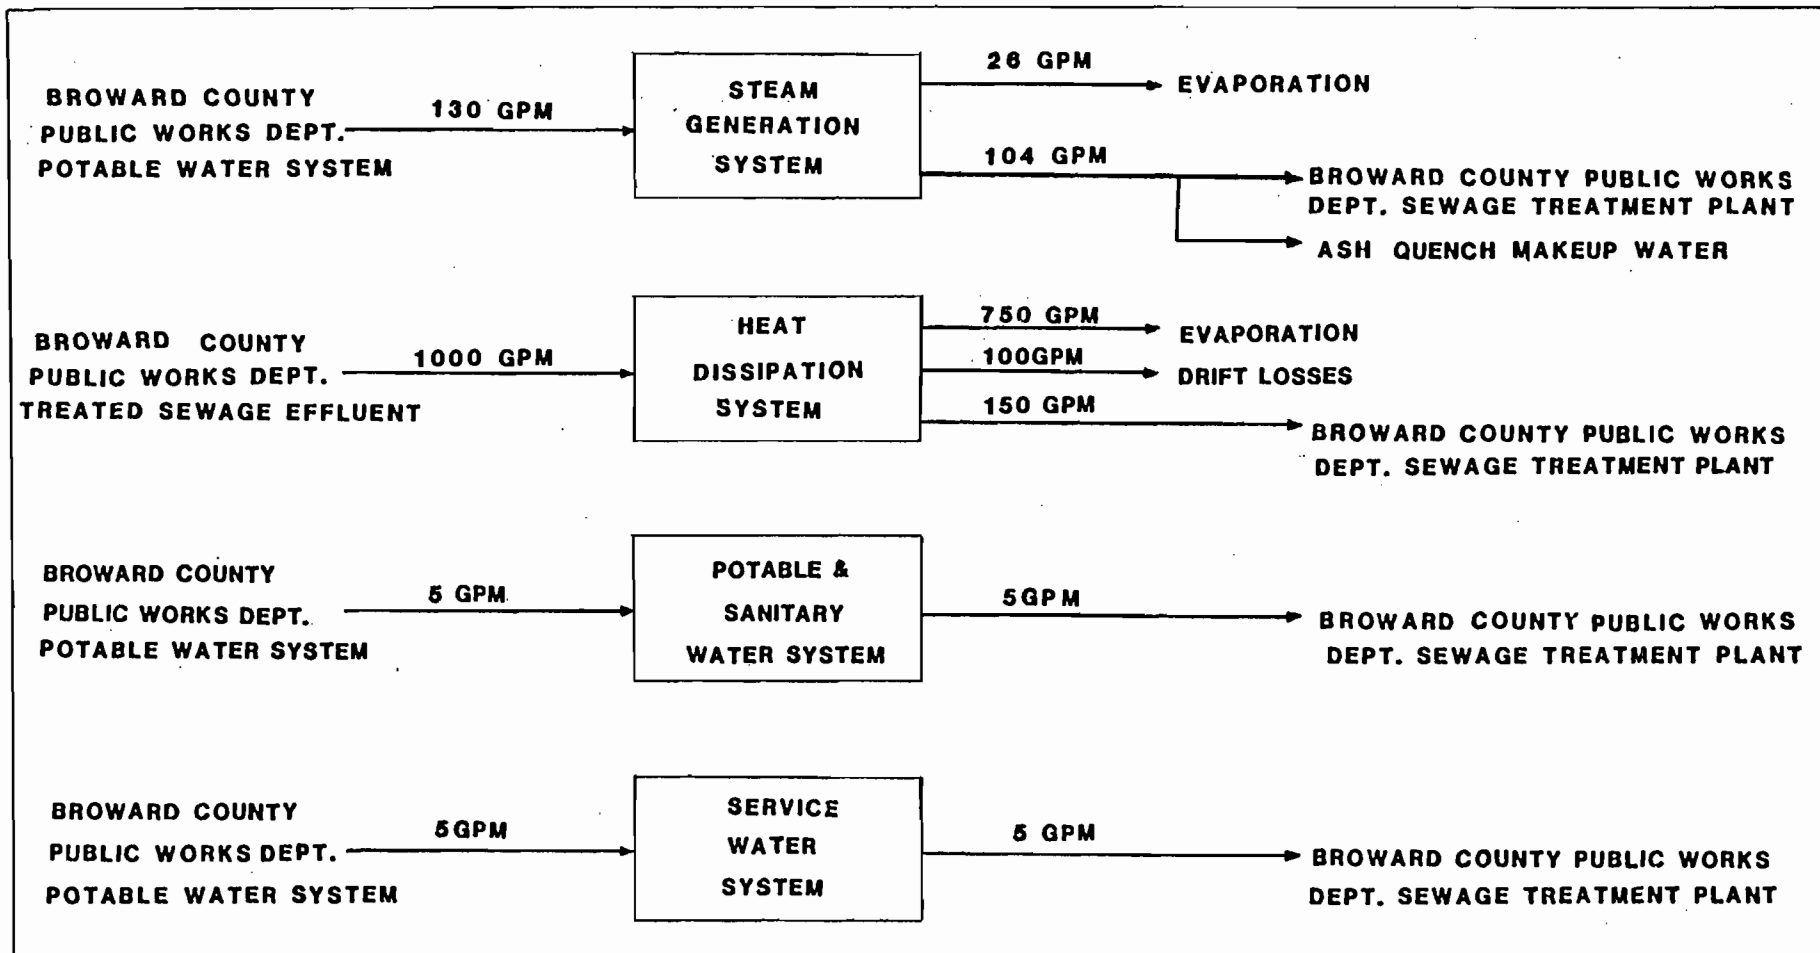 BROWARD COUNTY
PUBLIC WORKS DEPT.
POTABLE WATER SYSTEM
130 GPM
STEAM
GENERATION
SYSTEM
26 GPM
EVAPORATION
104 GPM
BROWARD COUNTY PUBLIC WORKS
DEPT. SEWAGE TREATMENT PLANT
ASH QUENCH MAKEUP WATER
BROWARD COUNTY
PUBLIC WORKS DEPT.
TREATED SEWAGE EFFLUENT
1000 GPM
HEAT
DISSIPATION
SYSTEM
750 GPM
EVAPORATION
100GPM
DRIFT LOSSES
150 GPM
BROWARD COUNTY PUBLIC WORKS
DEPT. SEWAGE TREATMENT PLANT
BROWARD COUNTY
PUBLIC WORKS DEPT.
POTABLE WATER SYSTEM
5 GPM
POTABLE &
SANITARY
WATER SYSTEM
5GPM
BROWARD COUNTY PUBLIC WORKS
DEPT. SEWAGE TREATMENT PLANT
BROWARD COUNTY
PUBLIC WORKS DEPT.
POTABLE WATER SYSTEM
5GPM
SERVICE
WATER
SYSTEM
5 GPM
BROWARD COUNTY PUBLIC WORKS
DEPT. SEWAGE TREATMENT PLANT